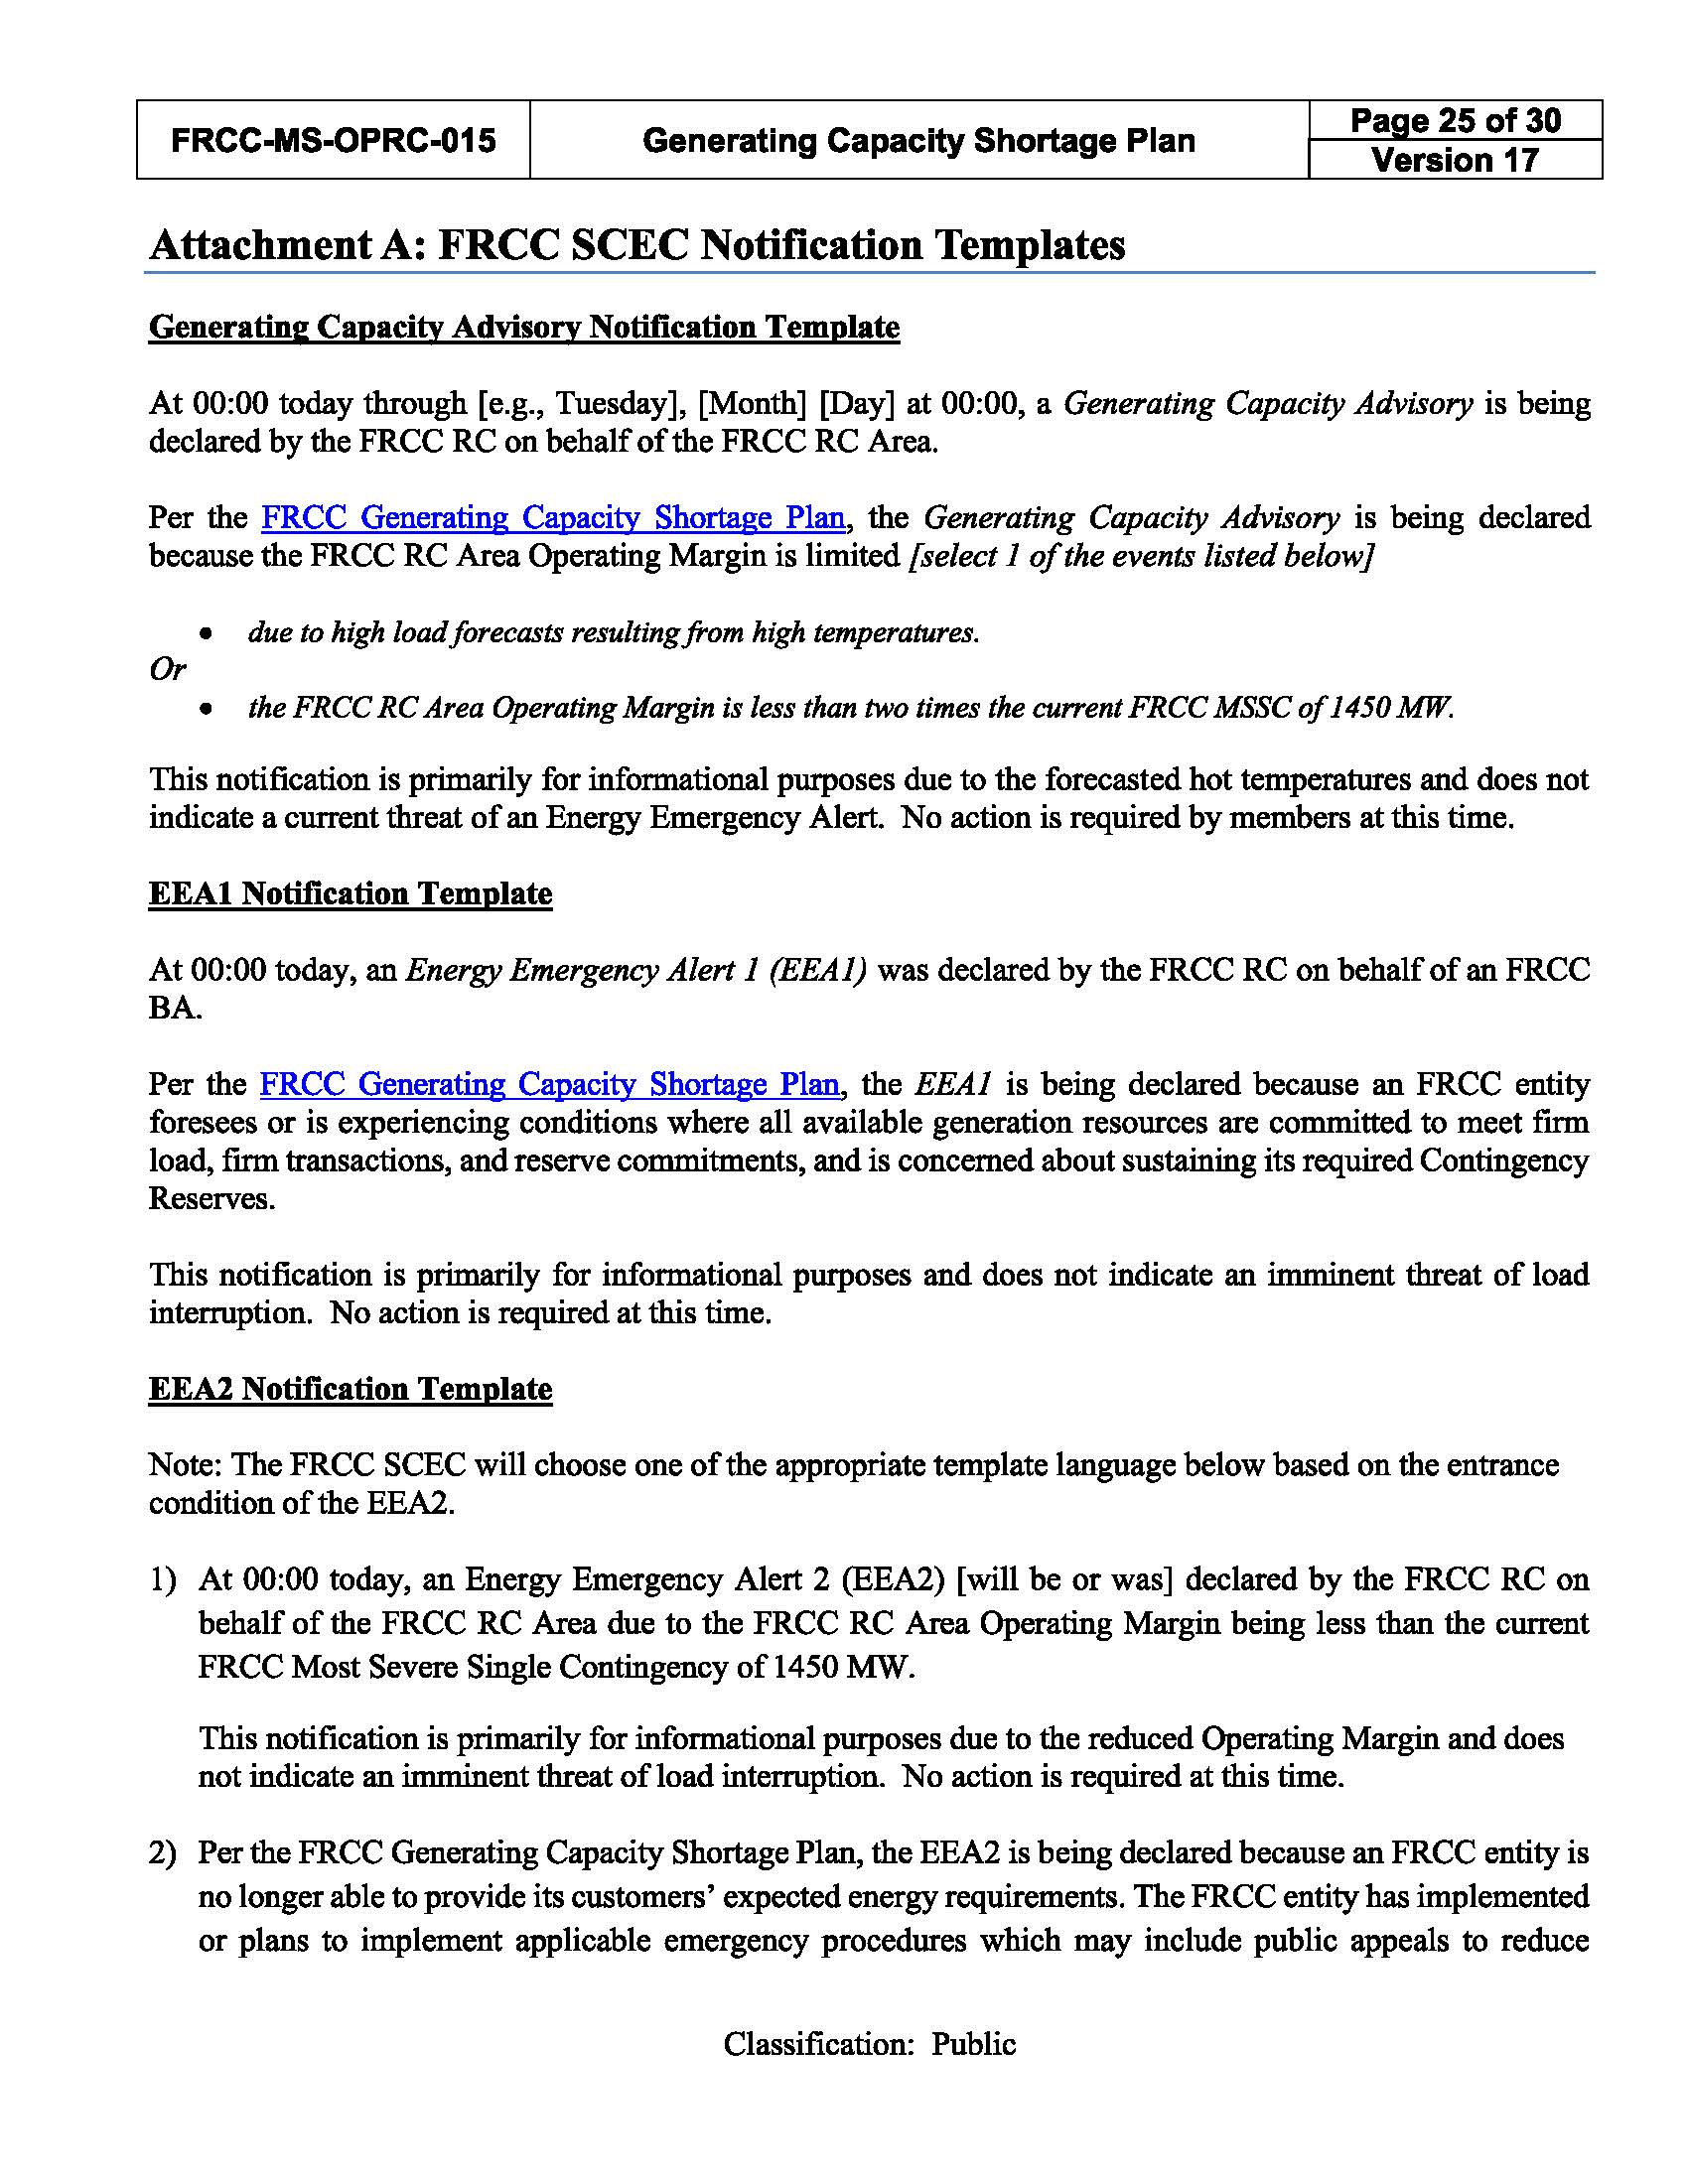 FRCC-MS-OPRC-015
Generating Capacity Shortage Plan
Page 25 of 30
Version 17
Attachment A: FRCC SCEC Notification Templates
Generating Capacity Advisory Notification Template
At 00:00 today through [e.g., Tuesday], [Month] [Day] at 00:00, a Generating Capacity Advisory is being
declared by the FRCC RC on behalf of the FRCC RC Area.
Per the FRCC Generating Capacity Shortage Plan, the Generating Capacity Advisory is being declared
because the FRCC RC Area Operating Margin is limited [select 1 of the events listed below]
• due to high load forecasts resulting from high temperatures.
Or
• the FRCC RC Area Operating Margin is less than two times the current FRCC MSSC of 1450 MW.
This notification is primarily for informational purposes due to the forecasted hot temperatures and does not
indicate a current threat of an Energy Emergency Alert.  No action is required by members at this time.
EEA1 Notification Template
At 00:00 today, an Energy Emergency Alert 1 (EEA1) was declared by the FRCC RC on behalf of an FRCC
BA.
Per the FRCC Generating Capacity Shortage Plan, the EEA1 is being declared because an FRCC entity
foresees or is experiencing conditions where all available generation resources are committed to meet firm
load, firm transactions, and reserve commitments, and is concerned about sustaining its required Contingency
Reserves.
This notification is primarily for informational purposes and does not indicate an imminent threat of load
interruption.  No action is required at this time.
EEA2 Notification Template
Note: The FRCC SCEC will choose one of the appropriate template language below based on the entrance
condition of the EEA2.
1) At 00:00 today, an Energy Emergency Alert 2 (EEA2) [will be or was] declared by the FRCC RC on
behalf of the FRCC RC Area due to the FRCC RC Area Operating Margin being less than the current
FRCC Most Severe Single Contingency of 1450 MW.
This notification is primarily for informational purposes due to the reduced Operating Margin and does
not indicate an imminent threat of load interruption.  No action is required at this time.
2) Per the FRCC Generating Capacity Shortage Plan, the EEA2 is being declared because an FRCC entity is
no longer able to provide its customers’ expected energy requirements. The FRCC entity has implemented
or plans to implement applicable emergency procedures which may include public appeals to reduce
Classification:  Public